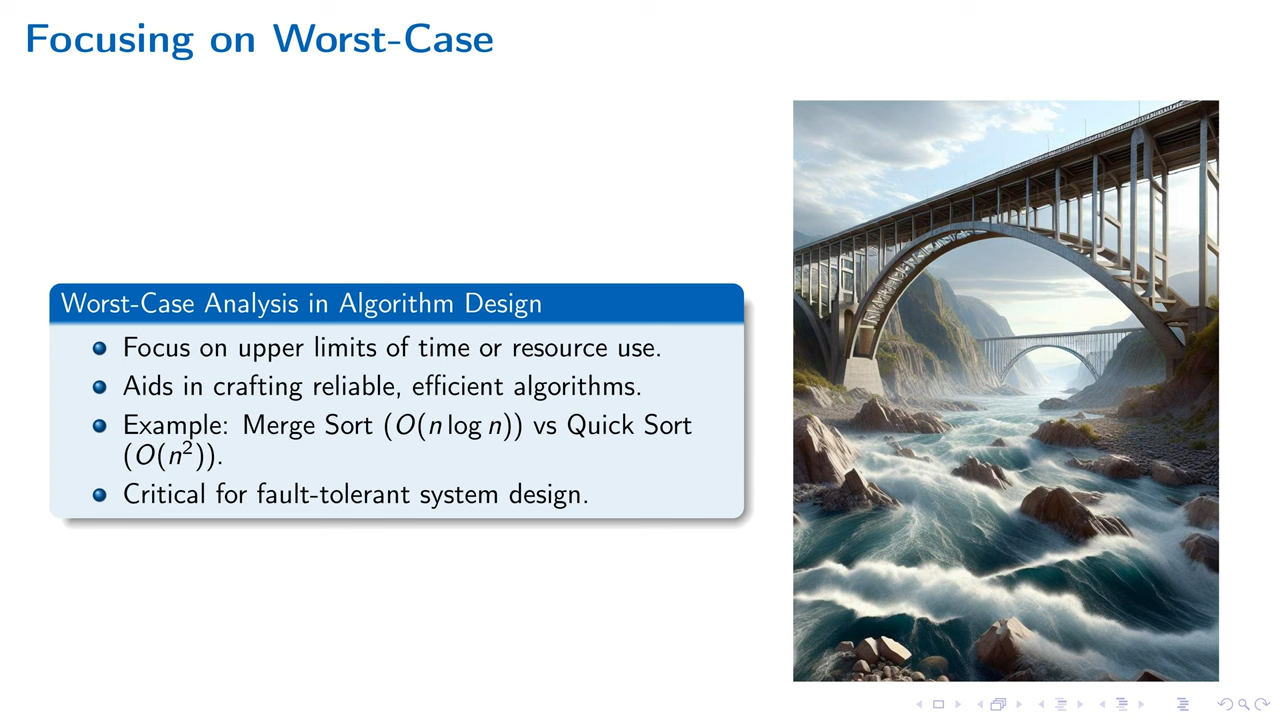 Focusing on Worst-Case
Worst-Case Analysis in Algorithm Design
Focus on upper limits of time or resource use.
Aids in crafting reliable, efficient algorithms.
Example: Merge Sort (O(n log n)) vs Quick Sort
(O(n²)).
Critical for fault-tolerant system design.